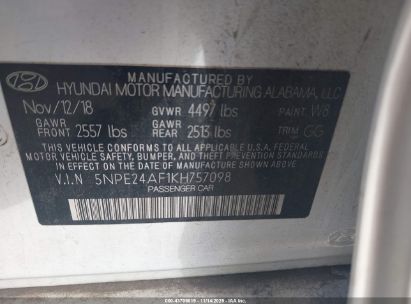 MANUFACTURED BY
HYUNDAI MOTOR MANUFACTURING ALABAMA, LLC
Nov/12/18 GVWR 4497 lbs PAINT W8
GAWR FRONT 2557 lbs GAWR REAR 2513 lbs TRIM GG
THIS VEHICLE CONFORMS TO ALL APPLICABLE U.S.A. FEDERAL MOTOR
VEHICLE SAFETY, BUMPER, AND THEFT PREVENTION STANDARDS IN
EFFECT ON THE DATE OF MANUFACTURE SHOWN ABOVE.
V.I.N 5NPE24AF1KH757098
PASSENGER CAR